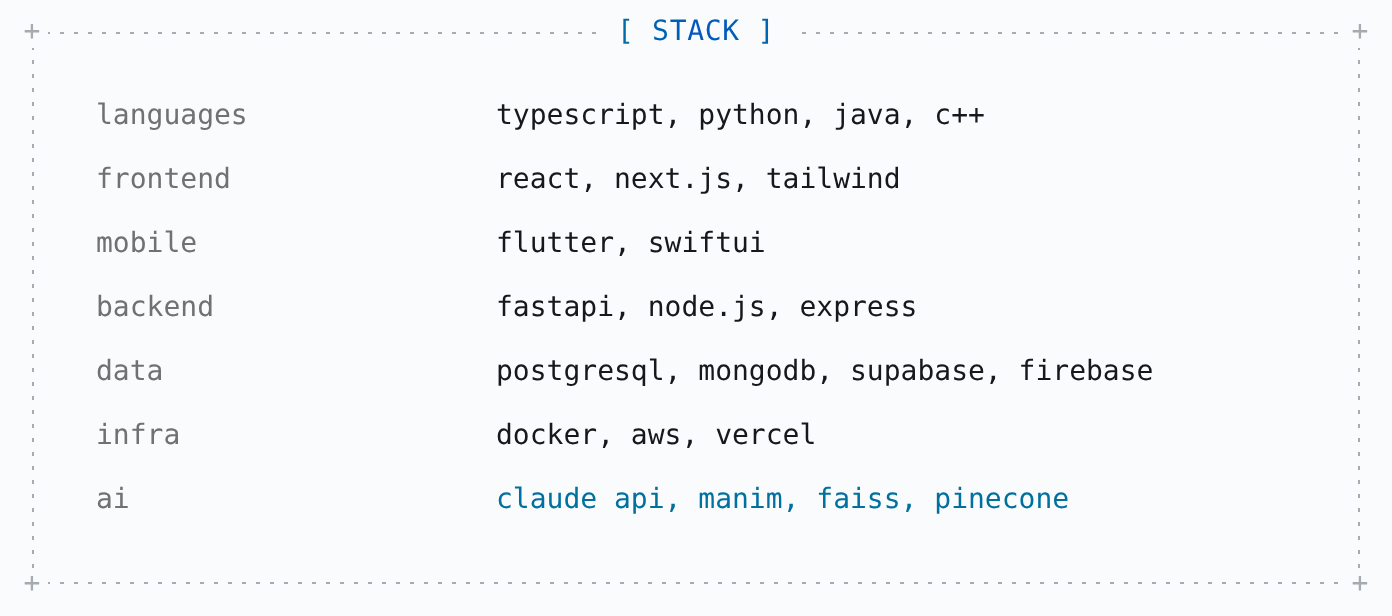 [ STACK ]
languages typescript, python, java, c++
frontend react, next.js, tailwind
mobile flutter, swiftui
backend fastapi, node.js, express
data postgresql, mongodb, supabase, firebase
infra docker, aws, vercel
ai claude api, manim, faiss, pinecone